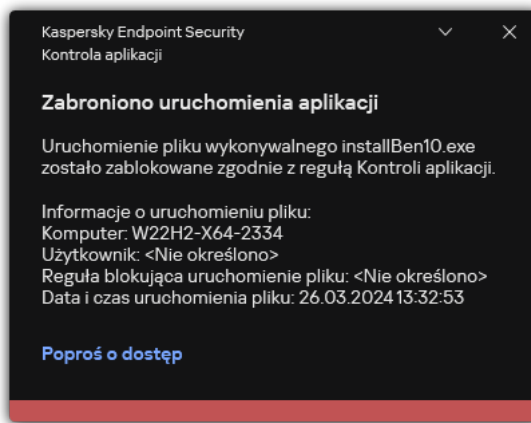 Kaspersky Endpoint Security
Kontrola aplikacji
Zabroniono uruchomienia aplikacji
Uruchomienie pliku wykonywalnego installBen10.exe
zostało zablokowane zgodnie z regułą Kontroli aplikacji.
Informacje o uruchomieniu pliku:
Komputer: W22H2-X64-2334
Użytkownik: <Nie określono>
Reguła blokująca uruchomienie pliku: <Nie określono>
Data i czas uruchomienia pliku: 26.03.2024 13:32:53
Poproś o dostęp